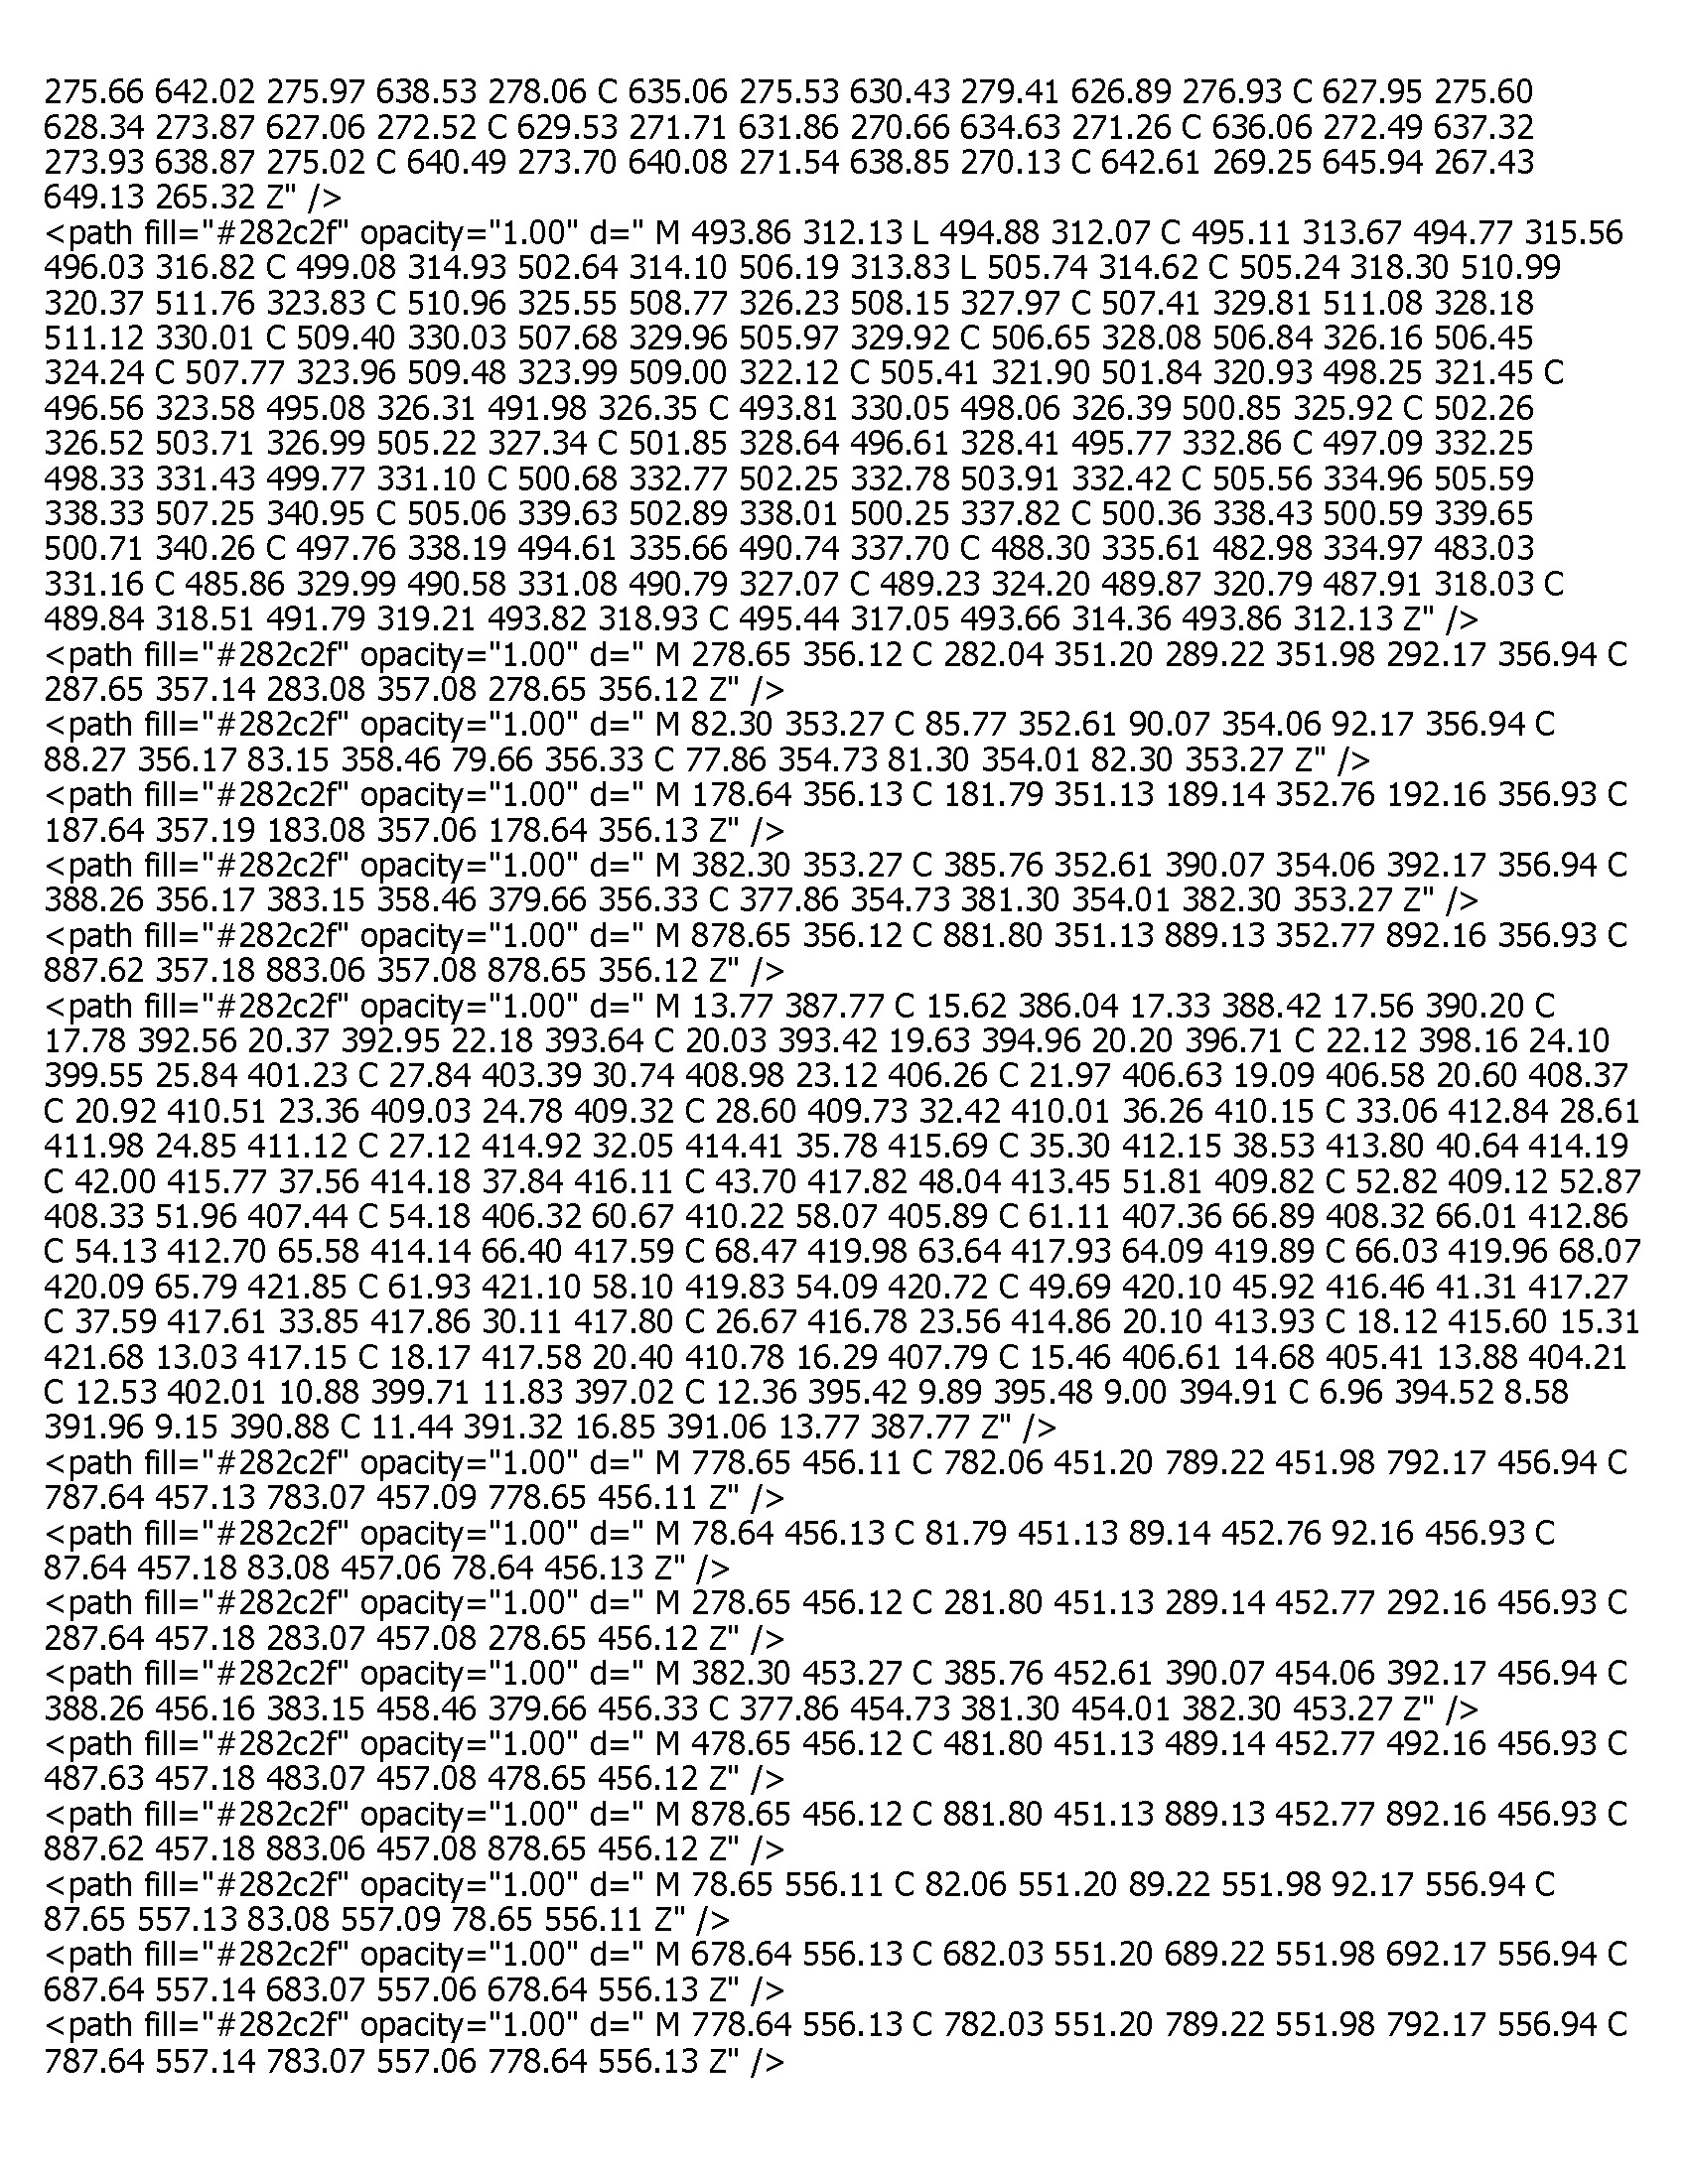 275.66 642.02 275.97 638.53 278.06 C 635.06 275.53 630.43 279.41 626.89 276.93 C 627.95 275.60
628.34 273.87 627.06 272.52 C 629.53 271.71 631.86 270.66 634.63 271.26 C 636.06 272.49 637.32
273.93 638.87 275.02 C 640.49 273.70 640.08 271.54 638.85 270.13 C 642.61 269.25 645.94 267.43
649.13 265.32 Z" />
<path fill="#282c2f" opacity="1.00" d=" M 493.86 312.13 L 494.88 312.07 C 495.11 313.67 494.77 315.56
496.03 316.82 C 499.08 314.93 502.64 314.10 506.19 313.83 L 505.74 314.62 C 505.24 318.30 510.99
320.37 511.76 323.83 C 510.96 325.55 508.77 326.23 508.15 327.97 C 507.41 329.81 511.08 328.18
511.12 330.01 C 509.40 330.03 507.68 329.96 505.97 329.92 C 506.65 328.08 506.84 326.16 506.45
324.24 C 507.77 323.96 509.48 323.99 509.00 322.12 C 505.41 321.90 501.84 320.93 498.25 321.45 C
496.56 323.58 495.08 326.31 491.98 326.35 C 493.81 330.05 498.06 326.39 500.85 325.92 C 502.26
326.52 503.71 326.99 505.22 327.34 C 501.85 328.64 496.61 328.41 495.77 332.86 C 497.09 332.25
498.33 331.43 499.77 331.10 C 500.68 332.77 502.25 332.78 503.91 332.42 C 505.56 334.96 505.59
338.33 507.25 340.95 C 505.06 339.63 502.89 338.01 500.25 337.82 C 500.36 338.43 500.59 339.65
500.71 340.26 C 497.76 338.19 494.61 335.66 490.74 337.70 C 488.30 335.61 482.98 334.97 483.03
331.16 C 485.86 329.99 490.58 331.08 490.79 327.07 C 489.23 324.20 489.87 320.79 487.91 318.03 C
489.84 318.51 491.79 319.21 493.82 318.93 C 495.44 317.05 493.66 314.36 493.86 312.13 Z" />
<path fill="#282c2f" opacity="1.00" d=" M 278.65 356.12 C 282.04 351.20 289.22 351.98 292.17 356.94 C
287.65 357.14 283.08 357.08 278.65 356.12 Z" />
<path fill="#282c2f" opacity="1.00" d=" M 82.30 353.27 C 85.77 352.61 90.07 354.06 92.17 356.94 C
88.27 356.17 83.15 358.46 79.66 356.33 C 77.86 354.73 81.30 354.01 82.30 353.27 Z" />
<path fill="#282c2f" opacity="1.00" d=" M 178.64 356.13 C 181.79 351.13 189.14 352.76 192.16 356.93 C
187.64 357.19 183.08 357.06 178.64 356.13 Z" />
<path fill="#282c2f" opacity="1.00" d=" M 382.30 353.27 C 385.76 352.61 390.07 354.06 392.17 356.94 C
388.26 356.17 383.15 358.46 379.66 356.33 C 377.86 354.73 381.30 354.01 382.30 353.27 Z" />
<path fill="#282c2f" opacity="1.00" d=" M 878.65 356.12 C 881.80 351.13 889.13 352.77 892.16 356.93 C
887.62 357.18 883.06 357.08 878.65 356.12 Z" />
<path fill="#282c2f" opacity="1.00" d=" M 13.77 387.77 C 15.62 386.04 17.33 388.42 17.56 390.20 C
17.78 392.56 20.37 392.95 22.18 393.64 C 20.03 393.42 19.63 394.96 20.20 396.71 C 22.12 398.16 24.10
399.55 25.84 401.23 C 27.84 403.39 30.74 408.98 23.12 406.26 C 21.97 406.63 19.09 406.58 20.60 408.37
C 20.92 410.51 23.36 409.03 24.78 409.32 C 28.60 409.73 32.42 410.01 36.26 410.15 C 33.06 412.84 28.61
411.98 24.85 411.12 C 27.12 414.92 32.05 414.41 35.78 415.69 C 35.30 412.15 38.53 413.80 40.64 414.19
C 42.00 415.77 37.56 414.18 37.84 416.11 C 43.70 417.82 48.04 413.45 51.81 409.82 C 52.82 409.12 52.87
408.33 51.96 407.44 C 54.18 406.32 60.67 410.22 58.07 405.89 C 61.11 407.36 66.89 408.32 66.01 412.86
C 54.13 412.70 65.58 414.14 66.40 417.59 C 68.47 419.98 63.64 417.93 64.09 419.89 C 66.03 419.96 68.07
420.09 65.79 421.85 C 61.93 421.10 58.10 419.83 54.09 420.72 C 49.69 420.10 45.92 416.46 41.31 417.27
C 37.59 417.61 33.85 417.86 30.11 417.80 C 26.67 416.78 23.56 414.86 20.10 413.93 C 18.12 415.60 15.31
421.68 13.03 417.15 C 18.17 417.58 20.40 410.78 16.29 407.79 C 15.46 406.61 14.68 405.41 13.88 404.21
C 12.53 402.01 10.88 399.71 11.83 397.02 C 12.36 395.42 9.89 395.48 9.00 394.91 C 6.96 394.52 8.58
391.96 9.15 390.88 C 11.44 391.32 16.85 391.06 13.77 387.77 Z" />
<path fill="#282c2f" opacity="1.00" d=" M 778.65 456.11 C 782.06 451.20 789.22 451.98 792.17 456.94 C
787.64 457.13 783.07 457.09 778.65 456.11 Z" />
<path fill="#282c2f" opacity="1.00" d=" M 78.64 456.13 C 81.79 451.13 89.14 452.76 92.16 456.93 C
87.64 457.18 83.08 457.06 78.64 456.13 Z" />
<path fill="#282c2f" opacity="1.00" d=" M 278.65 456.12 C 281.80 451.13 289.14 452.77 292.16 456.93 C
287.64 457.18 283.07 457.08 278.65 456.12 Z" />
<path fill="#282c2f" opacity="1.00" d=" M 382.30 453.27 C 385.76 452.61 390.07 454.06 392.17 456.94 C
388.26 456.16 383.15 458.46 379.66 456.33 C 377.86 454.73 381.30 454.01 382.30 453.27 Z" />
<path fill="#282c2f" opacity="1.00" d=" M 478.65 456.12 C 481.80 451.13 489.14 452.77 492.16 456.93 C
487.63 457.18 483.07 457.08 478.65 456.12 Z" />
<path fill="#282c2f" opacity="1.00" d=" M 878.65 456.12 C 881.80 451.13 889.13 452.77 892.16 456.93 C
887.62 457.18 883.06 457.08 878.65 456.12 Z" />
<path fill="#282c2f" opacity="1.00" d=" M 78.65 556.11 C 82.06 551.20 89.22 551.98 92.17 556.94 C
87.65 557.13 83.08 557.09 78.65 556.11 Z" />
<path fill="#282c2f" opacity="1.00" d=" M 678.64 556.13 C 682.03 551.20 689.22 551.98 692.17 556.94 C
687.64 557.14 683.07 557.06 678.64 556.13 Z" />
<path fill="#282c2f" opacity="1.00" d=" M 778.64 556.13 C 782.03 551.20 789.22 551.98 792.17 556.94 C
787.64 557.14 783.07 557.06 778.64 556.13 Z" />